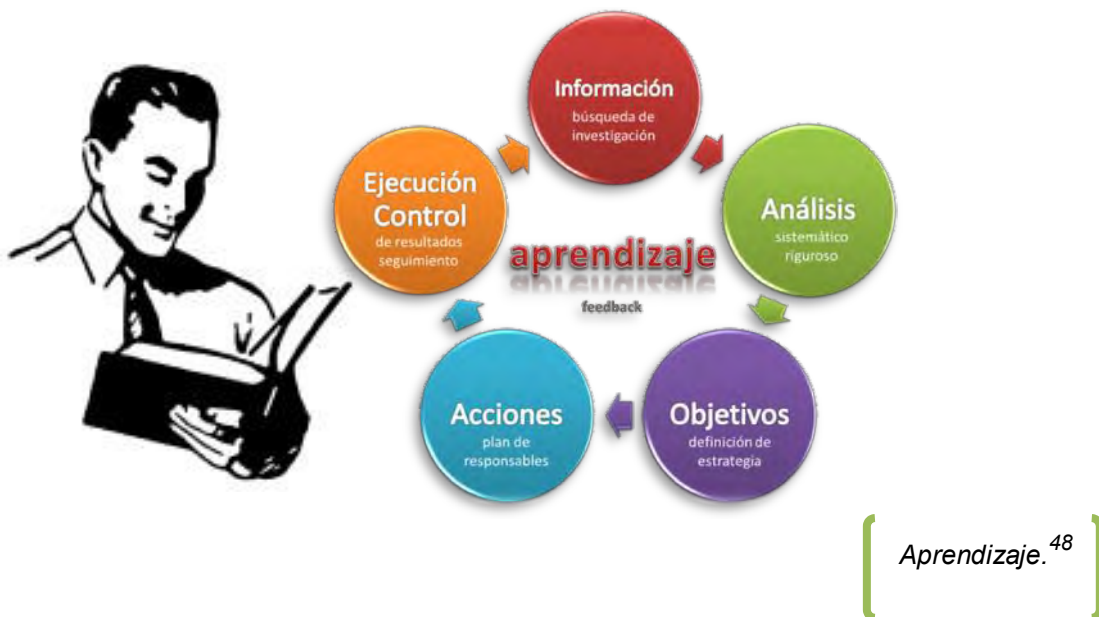 Información
búsqueda de
investigación
Análisis
sistemático
riguroso
Objetivos
definición de
estrategia
Acciones
plan de
responsables
Ejecución
Control
de resultados
seguimiento
aprendizaje
feedback
Aprendizaje.48